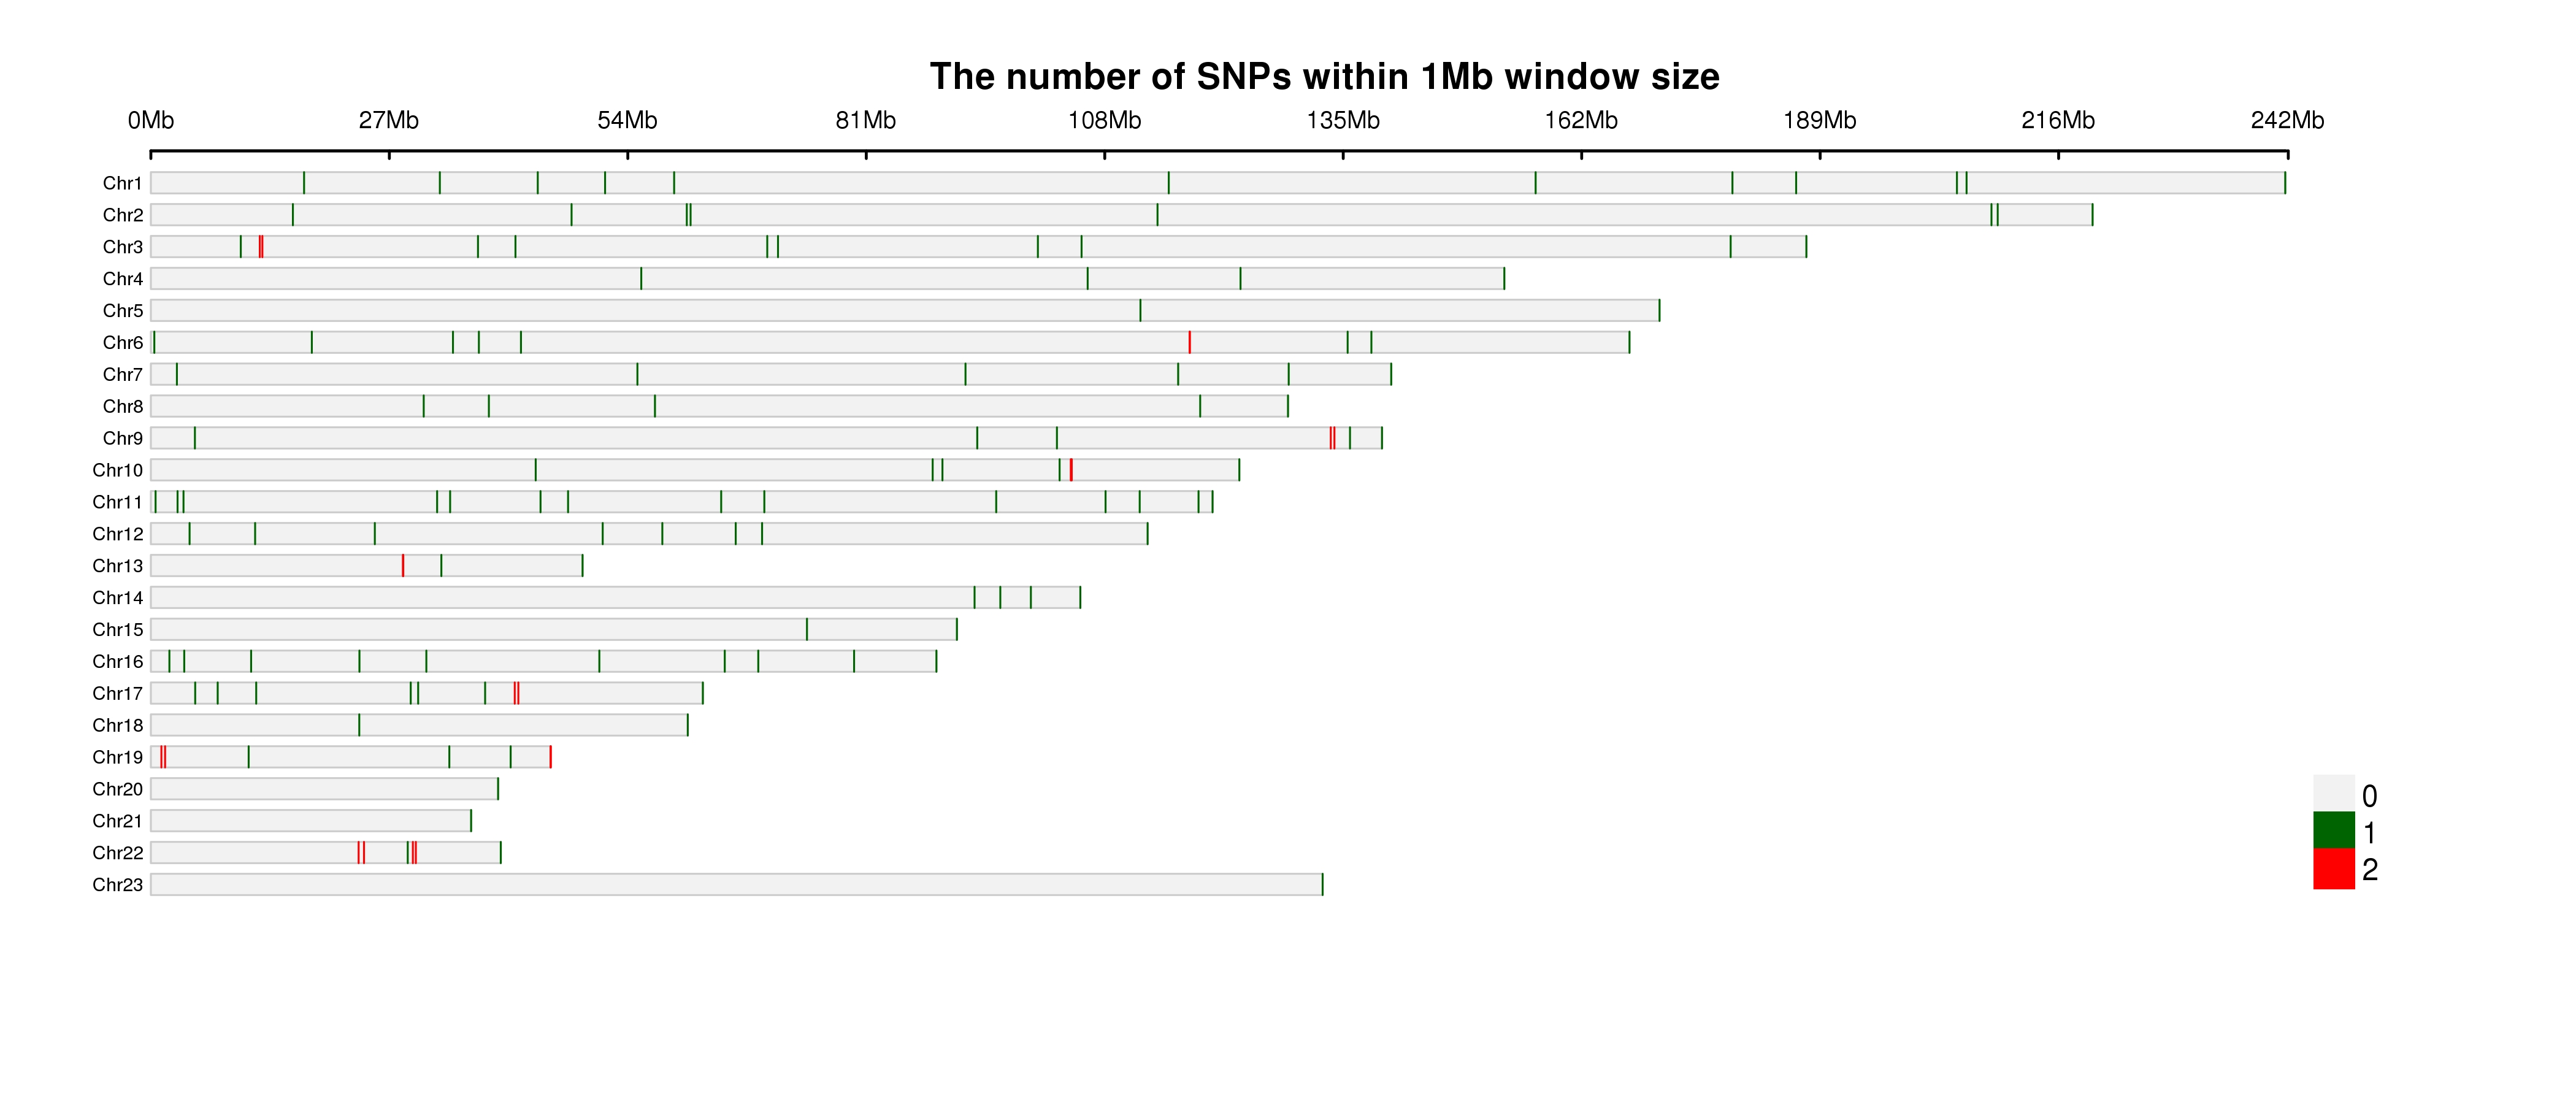 The number of SNPs within 1Mb window size
0Mb 27Mb 54Mb 81Mb 108Mb 135Mb 162Mb 189Mb 216Mb 242Mb
Chr1
Chr2
Chr3
Chr4
Chr5
Chr6
Chr7
Chr8
Chr9
Chr10
Chr11
Chr12
Chr13
Chr14
Chr15
Chr16
Chr17
Chr18
Chr19
Chr20
Chr21
Chr22
Chr23
0
1
2